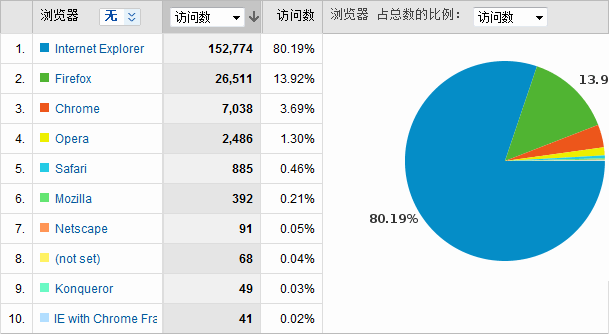 浏览器 无 访问数 访问数 浏览器 占总数的比例： 访问数
1. Internet Explorer 152,774 80.19%
2. Firefox 26,511 13.92%
3. Chrome 7,038 3.69%
4. Opera 2,486 1.30%
5. Safari 885 0.46%
6. Mozilla 392 0.21%
7. Netscape 91 0.05%
8. (not set) 68 0.04%
9. Konqueror 49 0.03%
10. IE with Chrome Fra 41 0.02%
13.9
80.19%